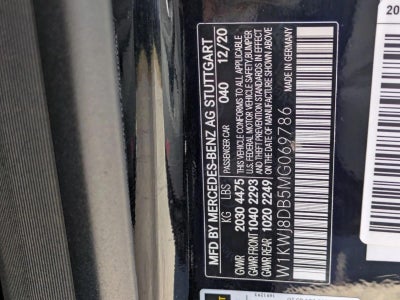 MFD BY MERCEDES-BENZ AG STUTTGART
KG LBS PASSENGER CAR 040 12/20
GVWR 2030 4475 THIS VEHICLE CONFORMS TO ALL APPLICABLE
GAWR FRONT 1040 2293 U.S. FEDERAL MOTOR VEHICLE SAFETY, BUMPER
GAWR REAR 1020 2249 AND THEFT PREVENTION STANDARDS IN EFFECT
ON THE DATE OF MANUFACTURE SHOWN ABOVE.
W1KWJ8DB5MG069786 MADE IN GERMANY
20